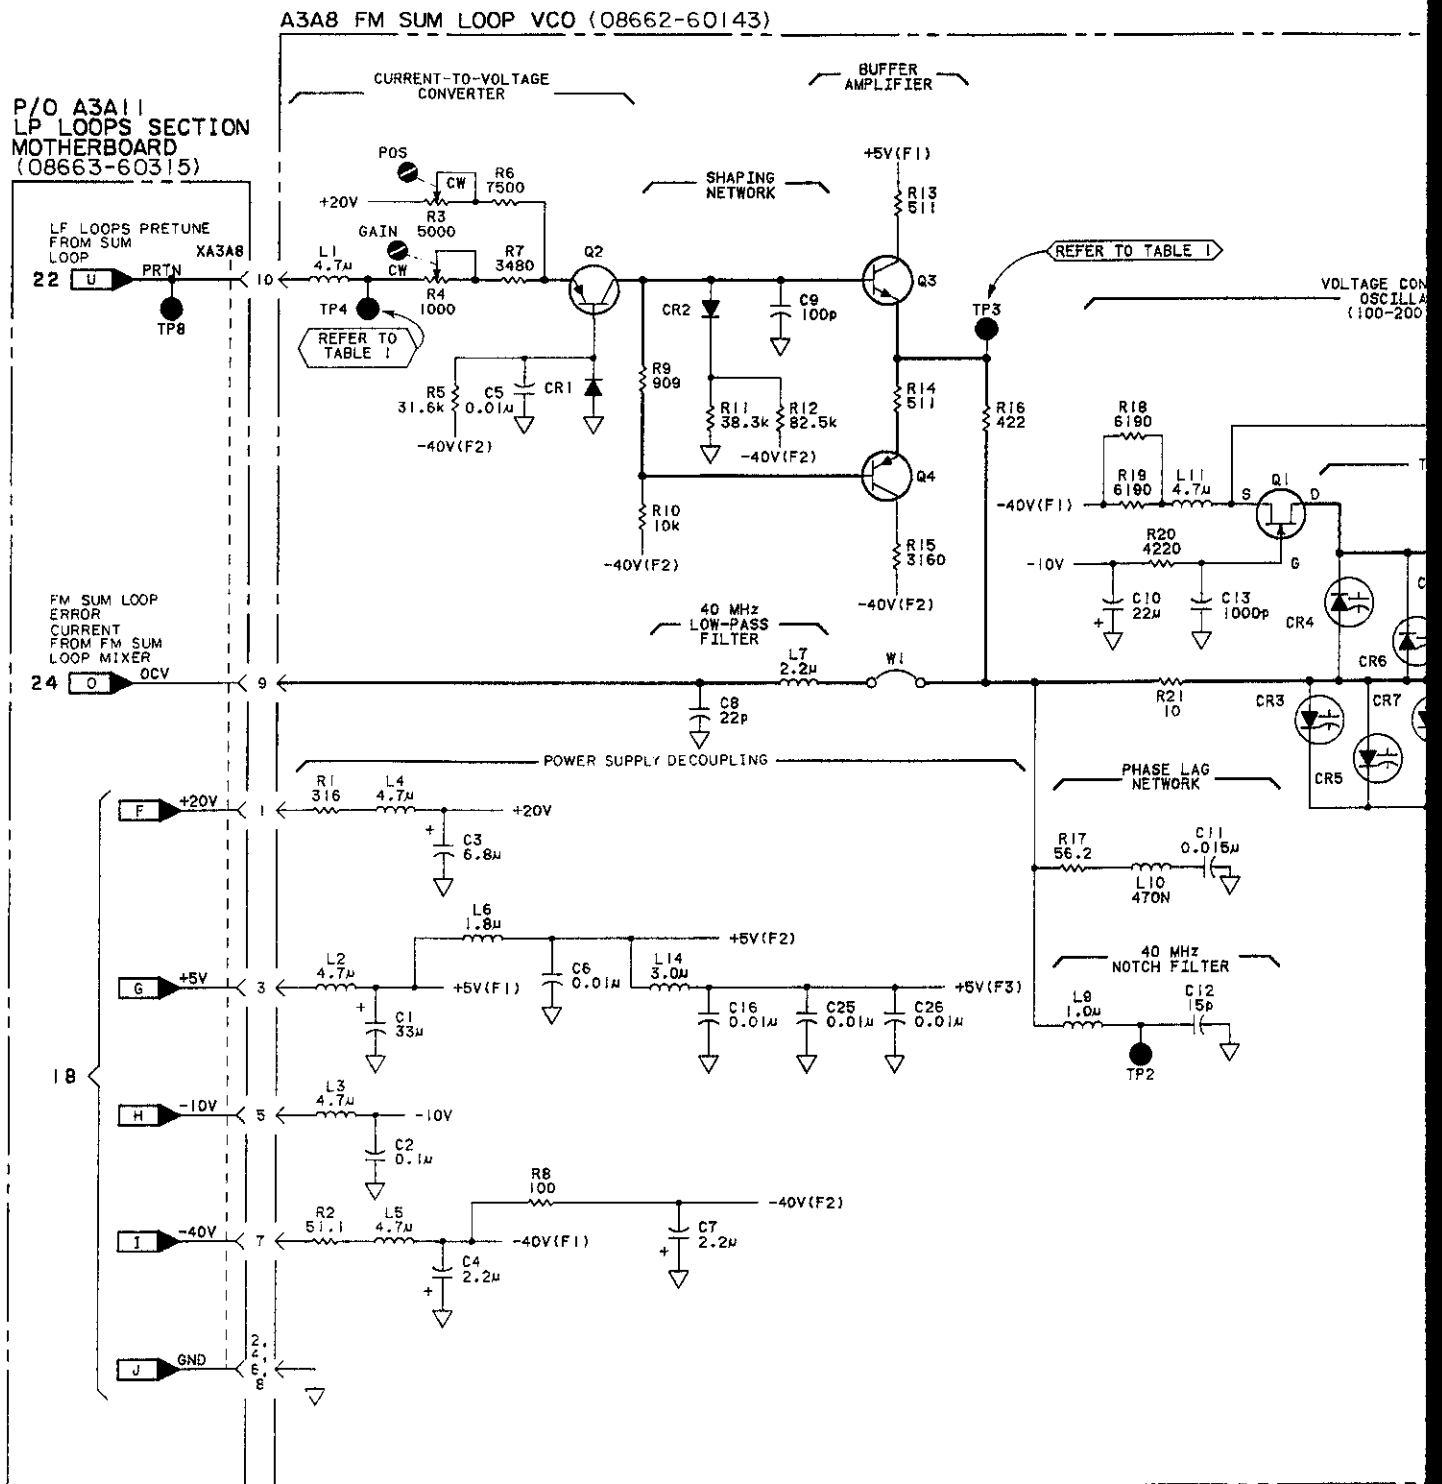 A3A8 FM SUM LOOP VCO (08662-60143)
P/O A3A11
LP LOOPS SECTION
MOTHERBOARD
(08663-60315)
CURRENT-TO-VOLTAGE
CONVERTER
BUFFER
AMPLIFIER
SHAPING
NETWORK
POS
CW
R6
7500
+20V
R3
5000
GAIN
CW
R4
1000
R7
3480
LF LOOPS PRETUNE
FROM SUM
LOOP
XA3A8
22 U PRTN
10
TP8
L1
4.7μ
TP4
REFER TO
TABLE 1
Q2
R5
31.6k
C5
0.01μ
CR1
-40V(F2)
CR2
C9
100p
R9
909
R11
38.3k
R12
82.5k
-40V(F2)
R10
10k
-40V(F2)
+5V(F1)
R13
511
Q3
R14
511
Q4
R15
3160
-40V(F2)
TP3
REFER TO TABLE 1
R16
422
VOLTAGE CON
OSCILLA
(100-200
R18
6190
R19
6190
L11
4.7μ
-40V(F1)
S
Q1
D
G
T
R20
4220
-10V
C10
22μ
+
C13
1000p
CR4
C
CR6
CR3
CR7
CR5
R21
10
FM SUM LOOP
ERROR
CURRENT
FROM FM SUM
LOOP MIXER
24 O OCV
9
40 MHz
LOW-PASS
FILTER
L7
2.2μ
W1
C8
22p
POWER SUPPLY DECOUPLING
18
F +20V
1
R1
316
L4
4.7μ
+20V
+
C3
6.8μ
G +5V
3
L2
4.7μ
L6
1.8μ
+5V(F2)
+5V(F1)
+
C1
33μ
C6
0.01μ
L14
3.0μ
+5V(F3)
C16
0.01μ
C25
0.01μ
C26
0.01μ
H -10V
5
L3
4.7μ
-10V
C2
0.1μ
I -40V
7
R2
51.1
L5
4.7μ
R8
100
-40V(F2)
-40V(F1)
C4
2.2μ
+
C7
2.2μ
+
J GND
2,
4,
6,
8
PHASE LAG
NETWORK
R17
56.2
L10
470N
C11
0.015μ
40 MHz
NOTCH FILTER
L9
1.0μ
C12
15p
TP2